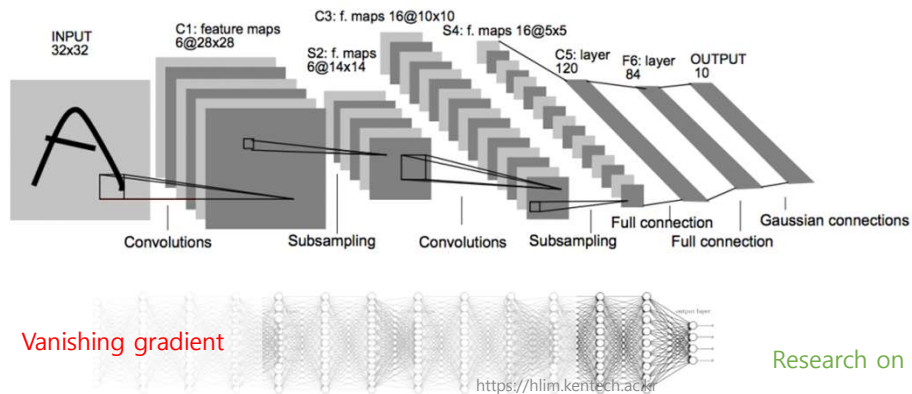 INPUT
32x32
C1: feature maps
6@28x28
S2: f. maps
6@14x14
C3: f. maps 16@10x10
S4: f. maps 16@5x5
C5: layer
120
F6: layer
84
OUTPUT
10
Convolutions
Subsampling
Convolutions
Subsampling
Full connection
Full connection
Gaussian connections
Vanishing gradient
output layer
https://hlim.kentech.ac.kr
Research on